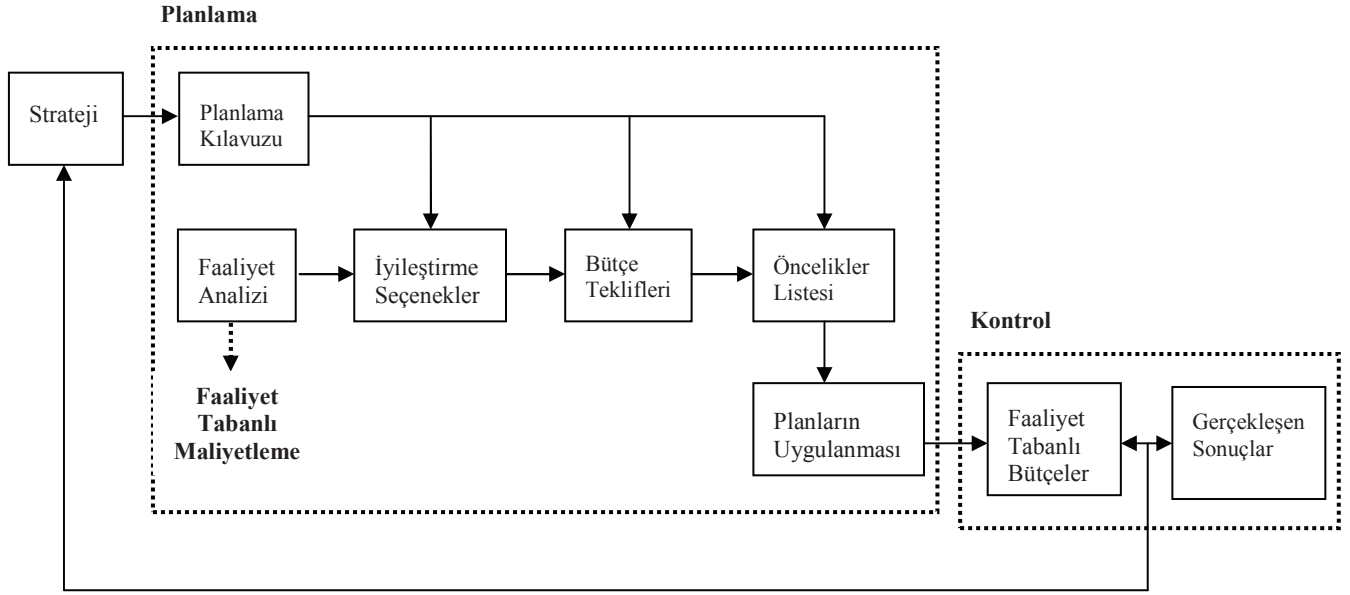 Planlama
Strateji
Planlama
Kılavuzu
Faaliyet
Analizi
İyileştirme
Seçenekler
Bütçe
Teklifleri
Öncelikler
Listesi
Faaliyet
Tabanlı
Maliyetleme
Planların
Uygulanması
Kontrol
Faaliyet
Tabanlı
Bütçeler
Gerçekleşen
Sonuçlar